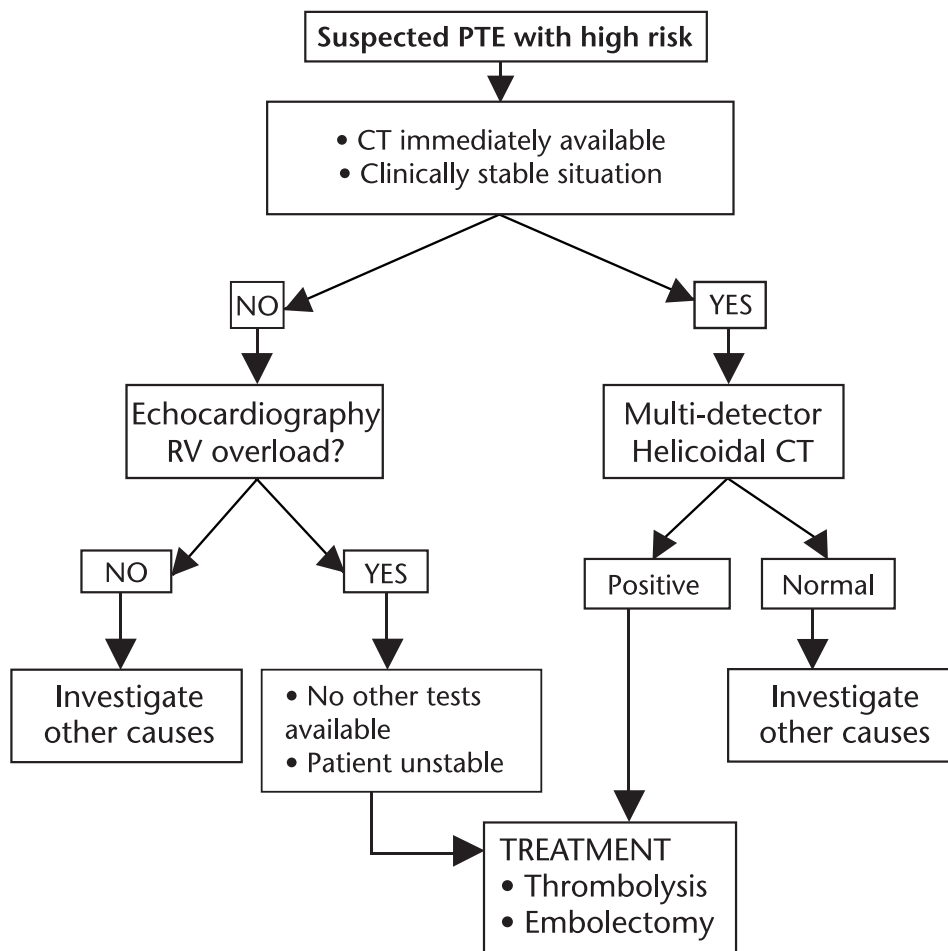 Suspected PTE with high risk
• CT immediately available
• Clinically stable situation
NO
YES
Echocardiography
RV overload?
Multi-detector
Helicoidal CT
NO
YES
Positive
Normal
Investigate
other causes
• No other tests
available
• Patient unstable
Investigate
other causes
TREATMENT
• Thrombolysis
• Embolectomy